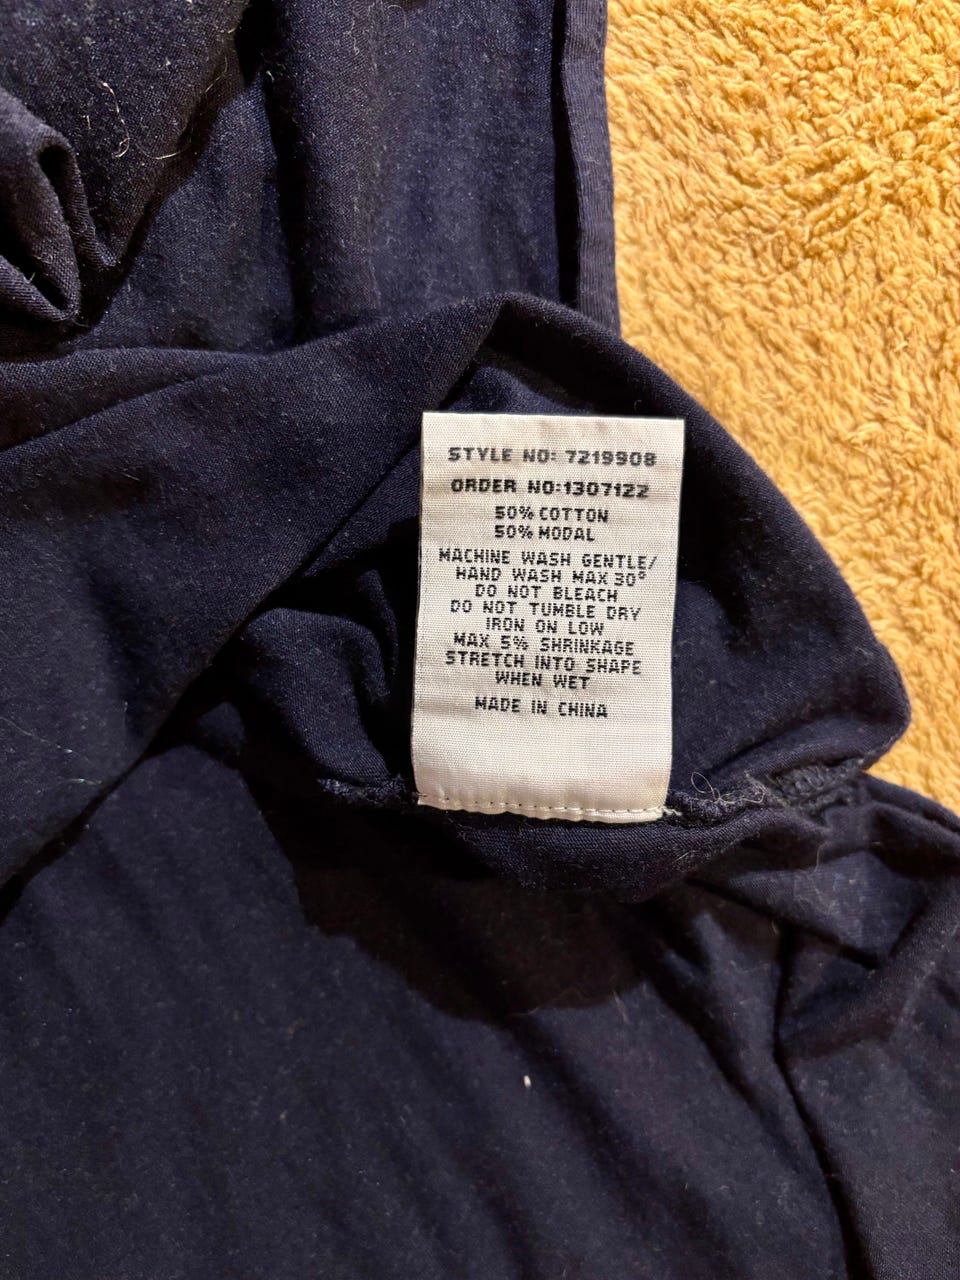 STYLE NO: 7219908
ORDER NO:1307122
50% COTTON
50% MODAL
MACHINE WASH GENTLE/
HAND WASH MAX 30°
DO NOT BLEACH
DO NOT TUMBLE DRY
IRON ON LOW
MAX 5% SHRINKAGE
STRETCH INTO SHAPE
WHEN WET
MADE IN CHINA